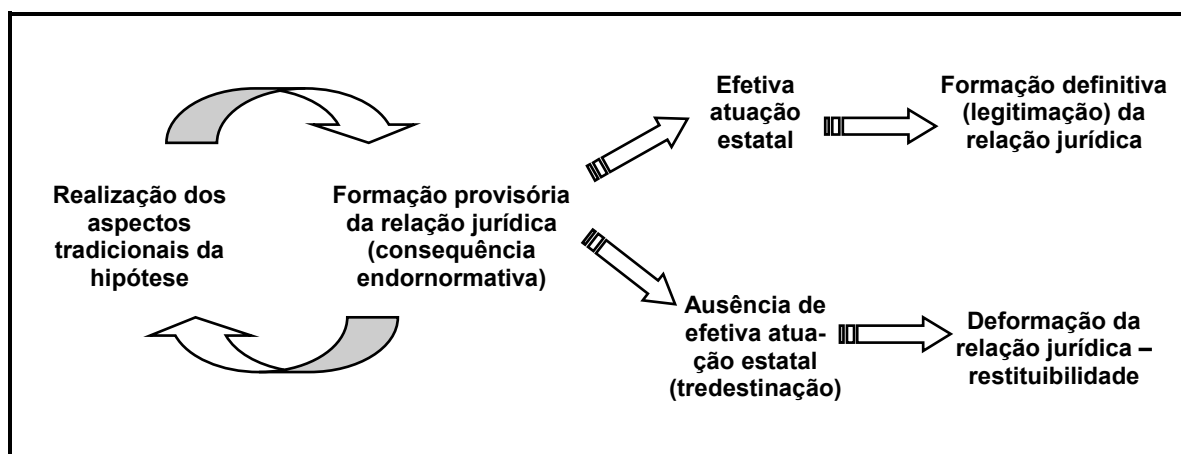 Realização dos
aspectos
tradicionais da
hipótese
Formação provisória
da relação jurídica
(consequência
endornormativa)
Efetiva
atuação
estatal
Formação definitiva
(legitimação) da
relação jurídica
Ausência de
efetiva atua-
ção estatal
(tredestinação)
Deformação da
relação jurídica –
restituibilidade